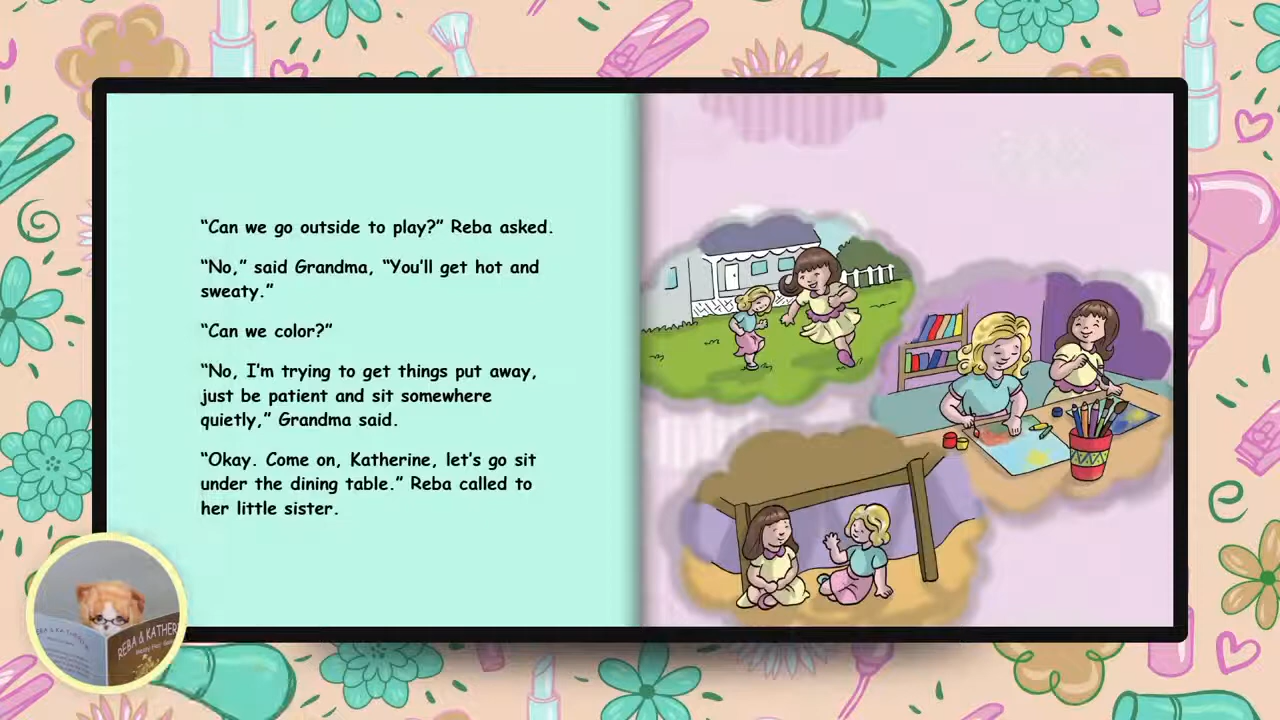 “Can we go outside to play?” Reba asked.
“No,” said Grandma, “You’ll get hot and
sweaty.”
“Can we color?”
“No, I’m trying to get things put away,
just be patient and sit somewhere
quietly,” Grandma said.
“Okay. Come on, Katherine, let’s go sit
under the dining table.” Reba called to
her little sister.
REBA & KATHER